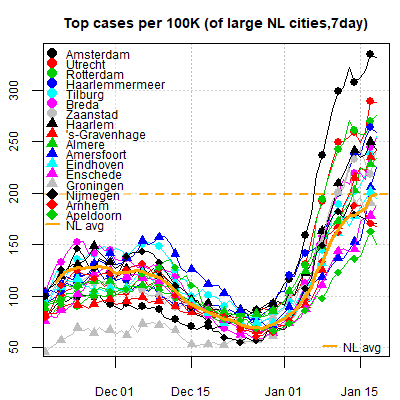 Top cases per 100K (of large NL cities,7day)
Amsterdam
Utrecht
Rotterdam
Haarlemmermeer
Tilburg
Breda
Zaanstad
Haarlem
's-Gravenhage
Almere
Amersfoort
Eindhoven
Enschede
Groningen
Nijmegen
Arnhem
Apeldoorn
NL avg
300
250
200
150
100
50
NL avg
Dec 01 Dec 15 Jan 01 Jan 15